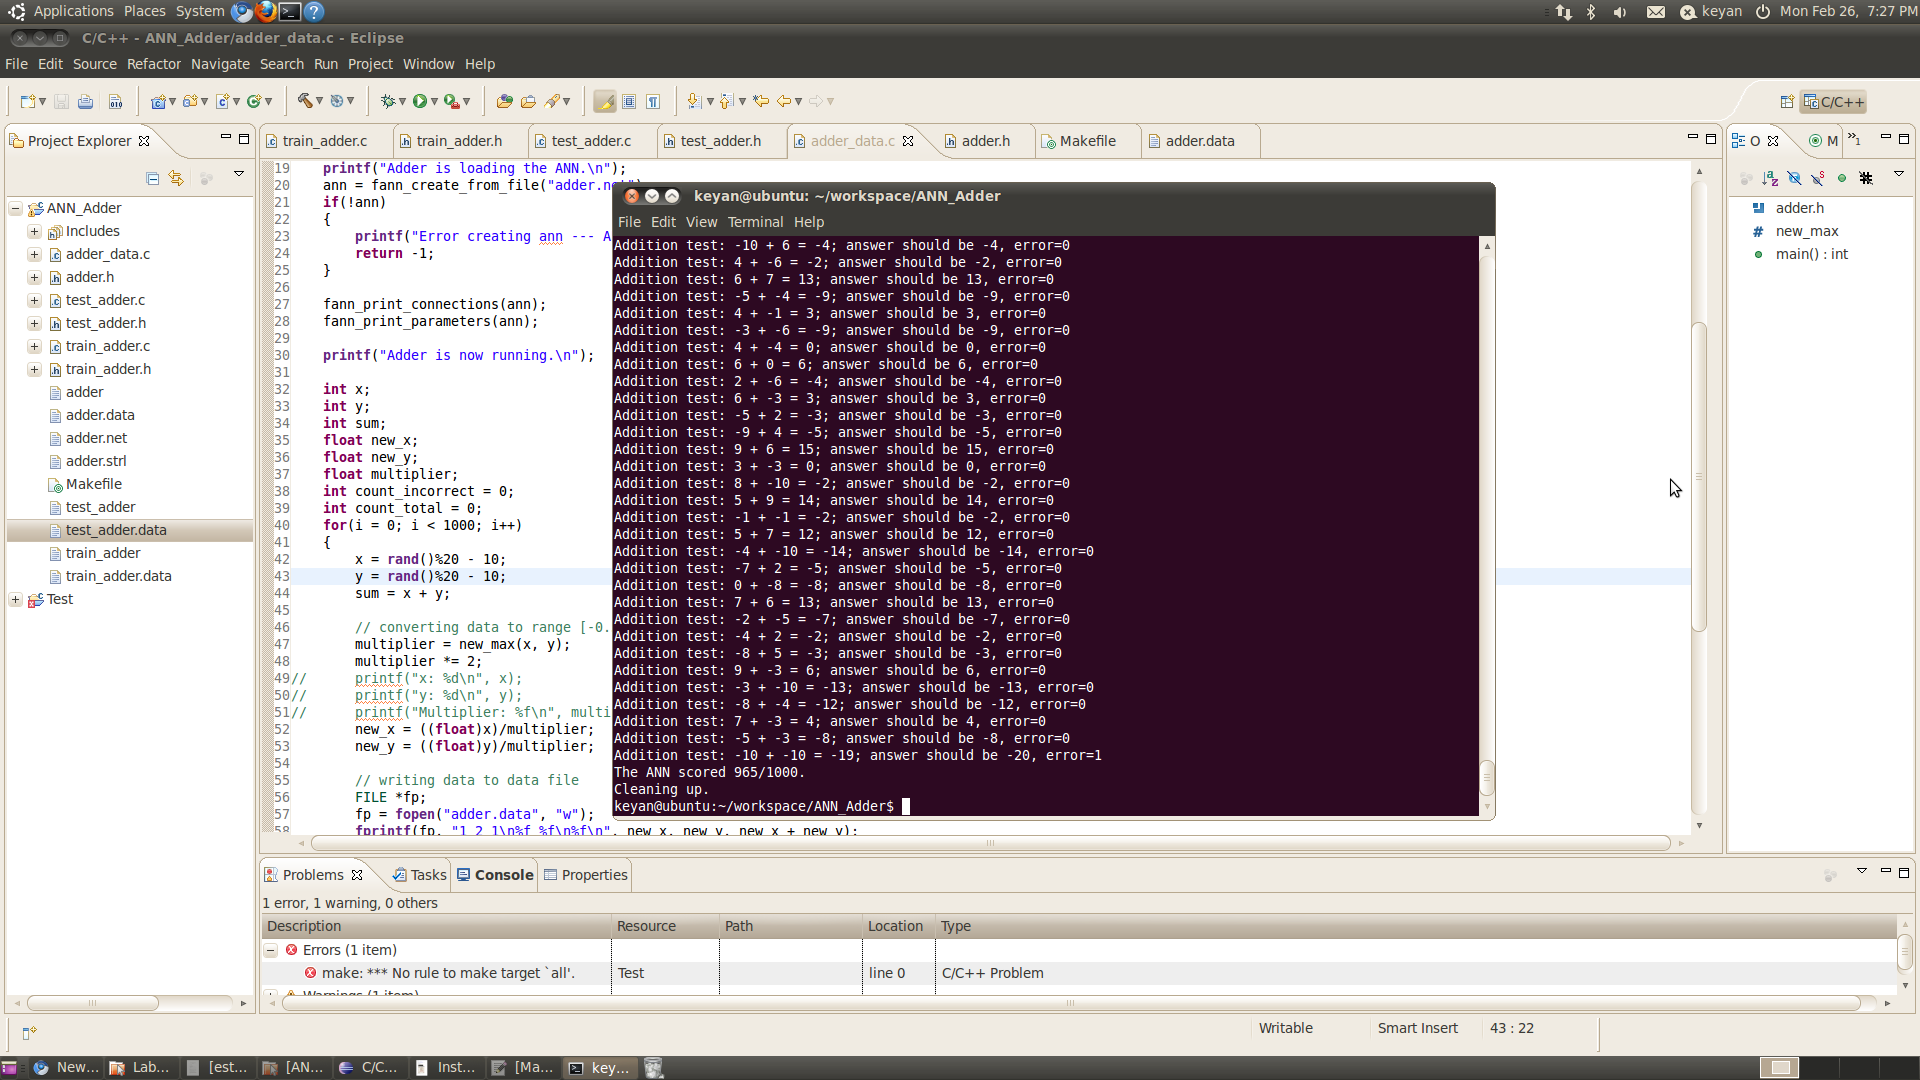 Applications Places System keyan Mon Feb 26, 7:27 PM
C/C++ - ANN_Adder/adder_data.c - Eclipse
File Edit Source Refactor Navigate Search Run Project Window Help
C/C++
Project Explorer
ANN_Adder
Includes
adder_data.c
adder.h
test_adder.c
test_adder.h
train_adder.c
train_adder.h
adder
adder.data
adder.net
adder.strl
Makefile
test_adder
test_adder.data
train_adder
train_adder.data
Test
train_adder.c train_adder.h test_adder.c test_adder.h adder_data.c adder.h Makefile adder.data
19 printf("Adder is loading the ANN.\n");
20 ann = fann_create_from_file("adder.net")
21 if(!ann)
22 {
23 printf("Error creating ann --- A
24 return -1;
25 }
26
27 fann_print_connections(ann);
28 fann_print_parameters(ann);
29
30 printf("Adder is now running.\n");
31
32 int x;
33 int y;
34 int sum;
35 float new_x;
36 float new_y;
37 float multiplier;
38 int count_incorrect = 0;
39 int count_total = 0;
40 for(i = 0; i < 1000; i++)
41 {
42 x = rand()%20 - 10;
43 y = rand()%20 - 10;
44 sum = x + y;
45
46 // converting data to range [-0.
47 multiplier = new_max(x, y);
48 multiplier *= 2;
49// printf("x: %d\n", x);
50// printf("y: %d\n", y);
51// printf("Multiplier: %f\n", multi
52 new_x = ((float)x)/multiplier;
53 new_y = ((float)y)/multiplier;
54
55 // writing data to data file
56 FILE *fp;
57 fp = fopen("adder.data", "w");
58 fprintf(fp, "1 2 1\n%f %f\n%f\n", new_x, new_y, new_x + new_y);
keyan@ubuntu: ~/workspace/ANN_Adder
File Edit View Terminal Help
Addition test: -10 + 6 = -4; answer should be -4, error=0
Addition test: 4 + -6 = -2; answer should be -2, error=0
Addition test: 6 + 7 = 13; answer should be 13, error=0
Addition test: -5 + -4 = -9; answer should be -9, error=0
Addition test: 4 + -1 = 3; answer should be 3, error=0
Addition test: -3 + -6 = -9; answer should be -9, error=0
Addition test: 4 + -4 = 0; answer should be 0, error=0
Addition test: 6 + 0 = 6; answer should be 6, error=0
Addition test: 2 + -6 = -4; answer should be -4, error=0
Addition test: 6 + -3 = 3; answer should be 3, error=0
Addition test: -5 + 2 = -3; answer should be -3, error=0
Addition test: -9 + 4 = -5; answer should be -5, error=0
Addition test: 9 + 6 = 15; answer should be 15, error=0
Addition test: 3 + -3 = 0; answer should be 0, error=0
Addition test: 8 + -10 = -2; answer should be -2, error=0
Addition test: 5 + 9 = 14; answer should be 14, error=0
Addition test: -1 + -1 = -2; answer should be -2, error=0
Addition test: 5 + 7 = 12; answer should be 12, error=0
Addition test: -4 + -10 = -14; answer should be -14, error=0
Addition test: -7 + 2 = -5; answer should be -5, error=0
Addition test: 0 + -8 = -8; answer should be -8, error=0
Addition test: 7 + 6 = 13; answer should be 13, error=0
Addition test: -2 + -5 = -7; answer should be -7, error=0
Addition test: -4 + 2 = -2; answer should be -2, error=0
Addition test: -8 + 5 = -3; answer should be -3, error=0
Addition test: 9 + -3 = 6; answer should be 6, error=0
Addition test: -3 + -10 = -13; answer should be -13, error=0
Addition test: -8 + -4 = -12; answer should be -12, error=0
Addition test: 7 + -3 = 4; answer should be 4, error=0
Addition test: -5 + -3 = -8; answer should be -8, error=0
Addition test: -10 + -10 = -19; answer should be -20, error=1
The ANN scored 965/1000.
Cleaning up.
keyan@ubuntu:~/workspace/ANN_Adder$
O M »1
adder.h
new_max
main() : int
Problems Tasks Console Properties
1 error, 1 warning, 0 others
Description Resource Path Location Type
Errors (1 item)
make: *** No rule to make target `all'. Test line 0 C/C++ Problem
Warnings (1 item)
Writable Smart Insert 43 : 22
New... Lab... [est... [AN... C/C... Inst... [Ma... key...